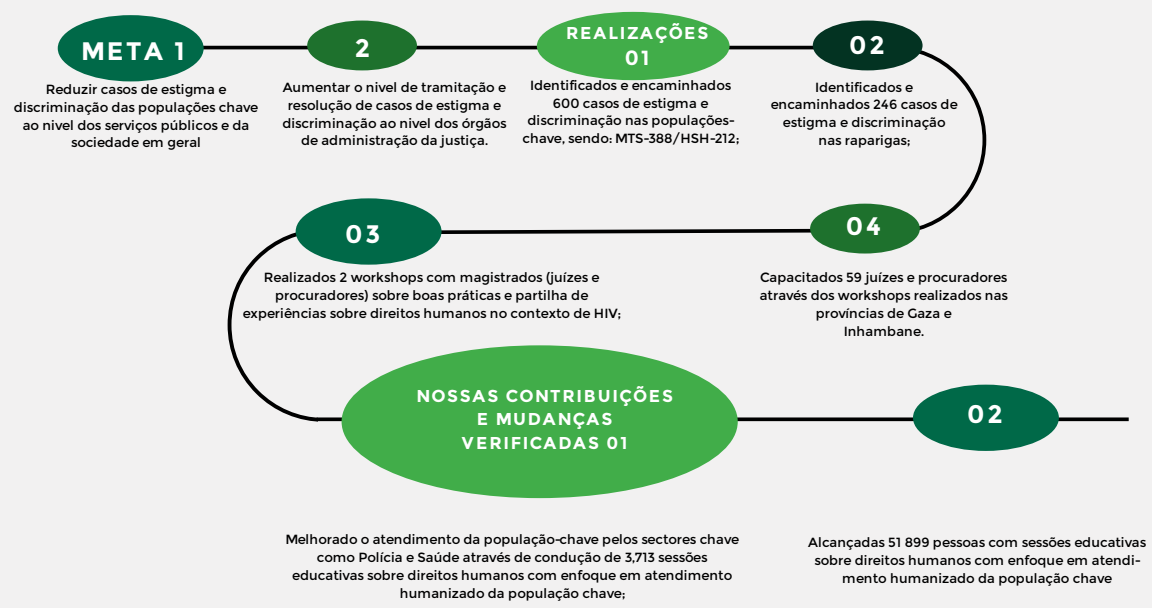 META 1
Reduzir casos de estigma e
discriminação das populações chave
ao nivel dos serviços públicos e da
sociedade em geral
2
Aumentar o nivel de tramitação e
resolução de casos de estigma e
discriminação ao nivel dos órgãos
de administração da justiça.
REALIZAÇÕES
01
Identificados e encaminhados
600 casos de estigma e
discriminação nas populações-
chave, sendo: MTS-388/HSH-212;
02
Identificados e
encaminhados 246 casos de
estigma e discriminação
nas raparigas;
03
Realizados 2 workshops com magistrados (juízes e
procuradores) sobre boas práticas e partilha de
experiências sobre direitos humanos no contexto de HIV;
04
Capacitados 59 juízes e procuradores
através dos workshops realizados nas
províncias de Gaza e
Inhambane.
NOSSAS CONTRIBUIÇÕES
E MUDANÇAS
VERIFICADAS 01
Melhorado o atendimento da população-chave pelos sectores chave
como Polícia e Saúde através de condução de 3,713 sessões
educativas sobre direitos humanos com enfoque em atendimento
humanizado da população chave;
02
Alcançadas 51 899 pessoas com sessões educativas
sobre direitos humanos com enfoque em atendi-
mento humanizado da população chave